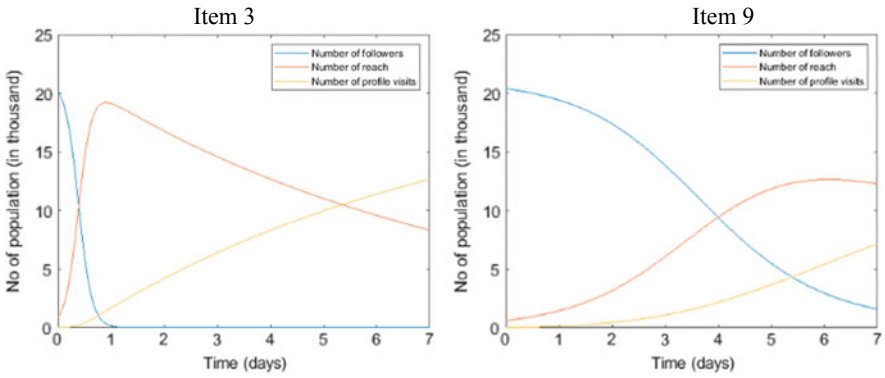 Item 3
No of population (in thousand)
25
20
15
10
5
0
Number of followers
Number of reach
Number of profile visits
0 1 2 3 4 5 6 7
Time (days)
Item 9
No of population (in thousand)
25
20
15
10
5
0
Number of followers
Number of reach
Number of profile visits
0 1 2 3 4 5 6 7
Time (days)